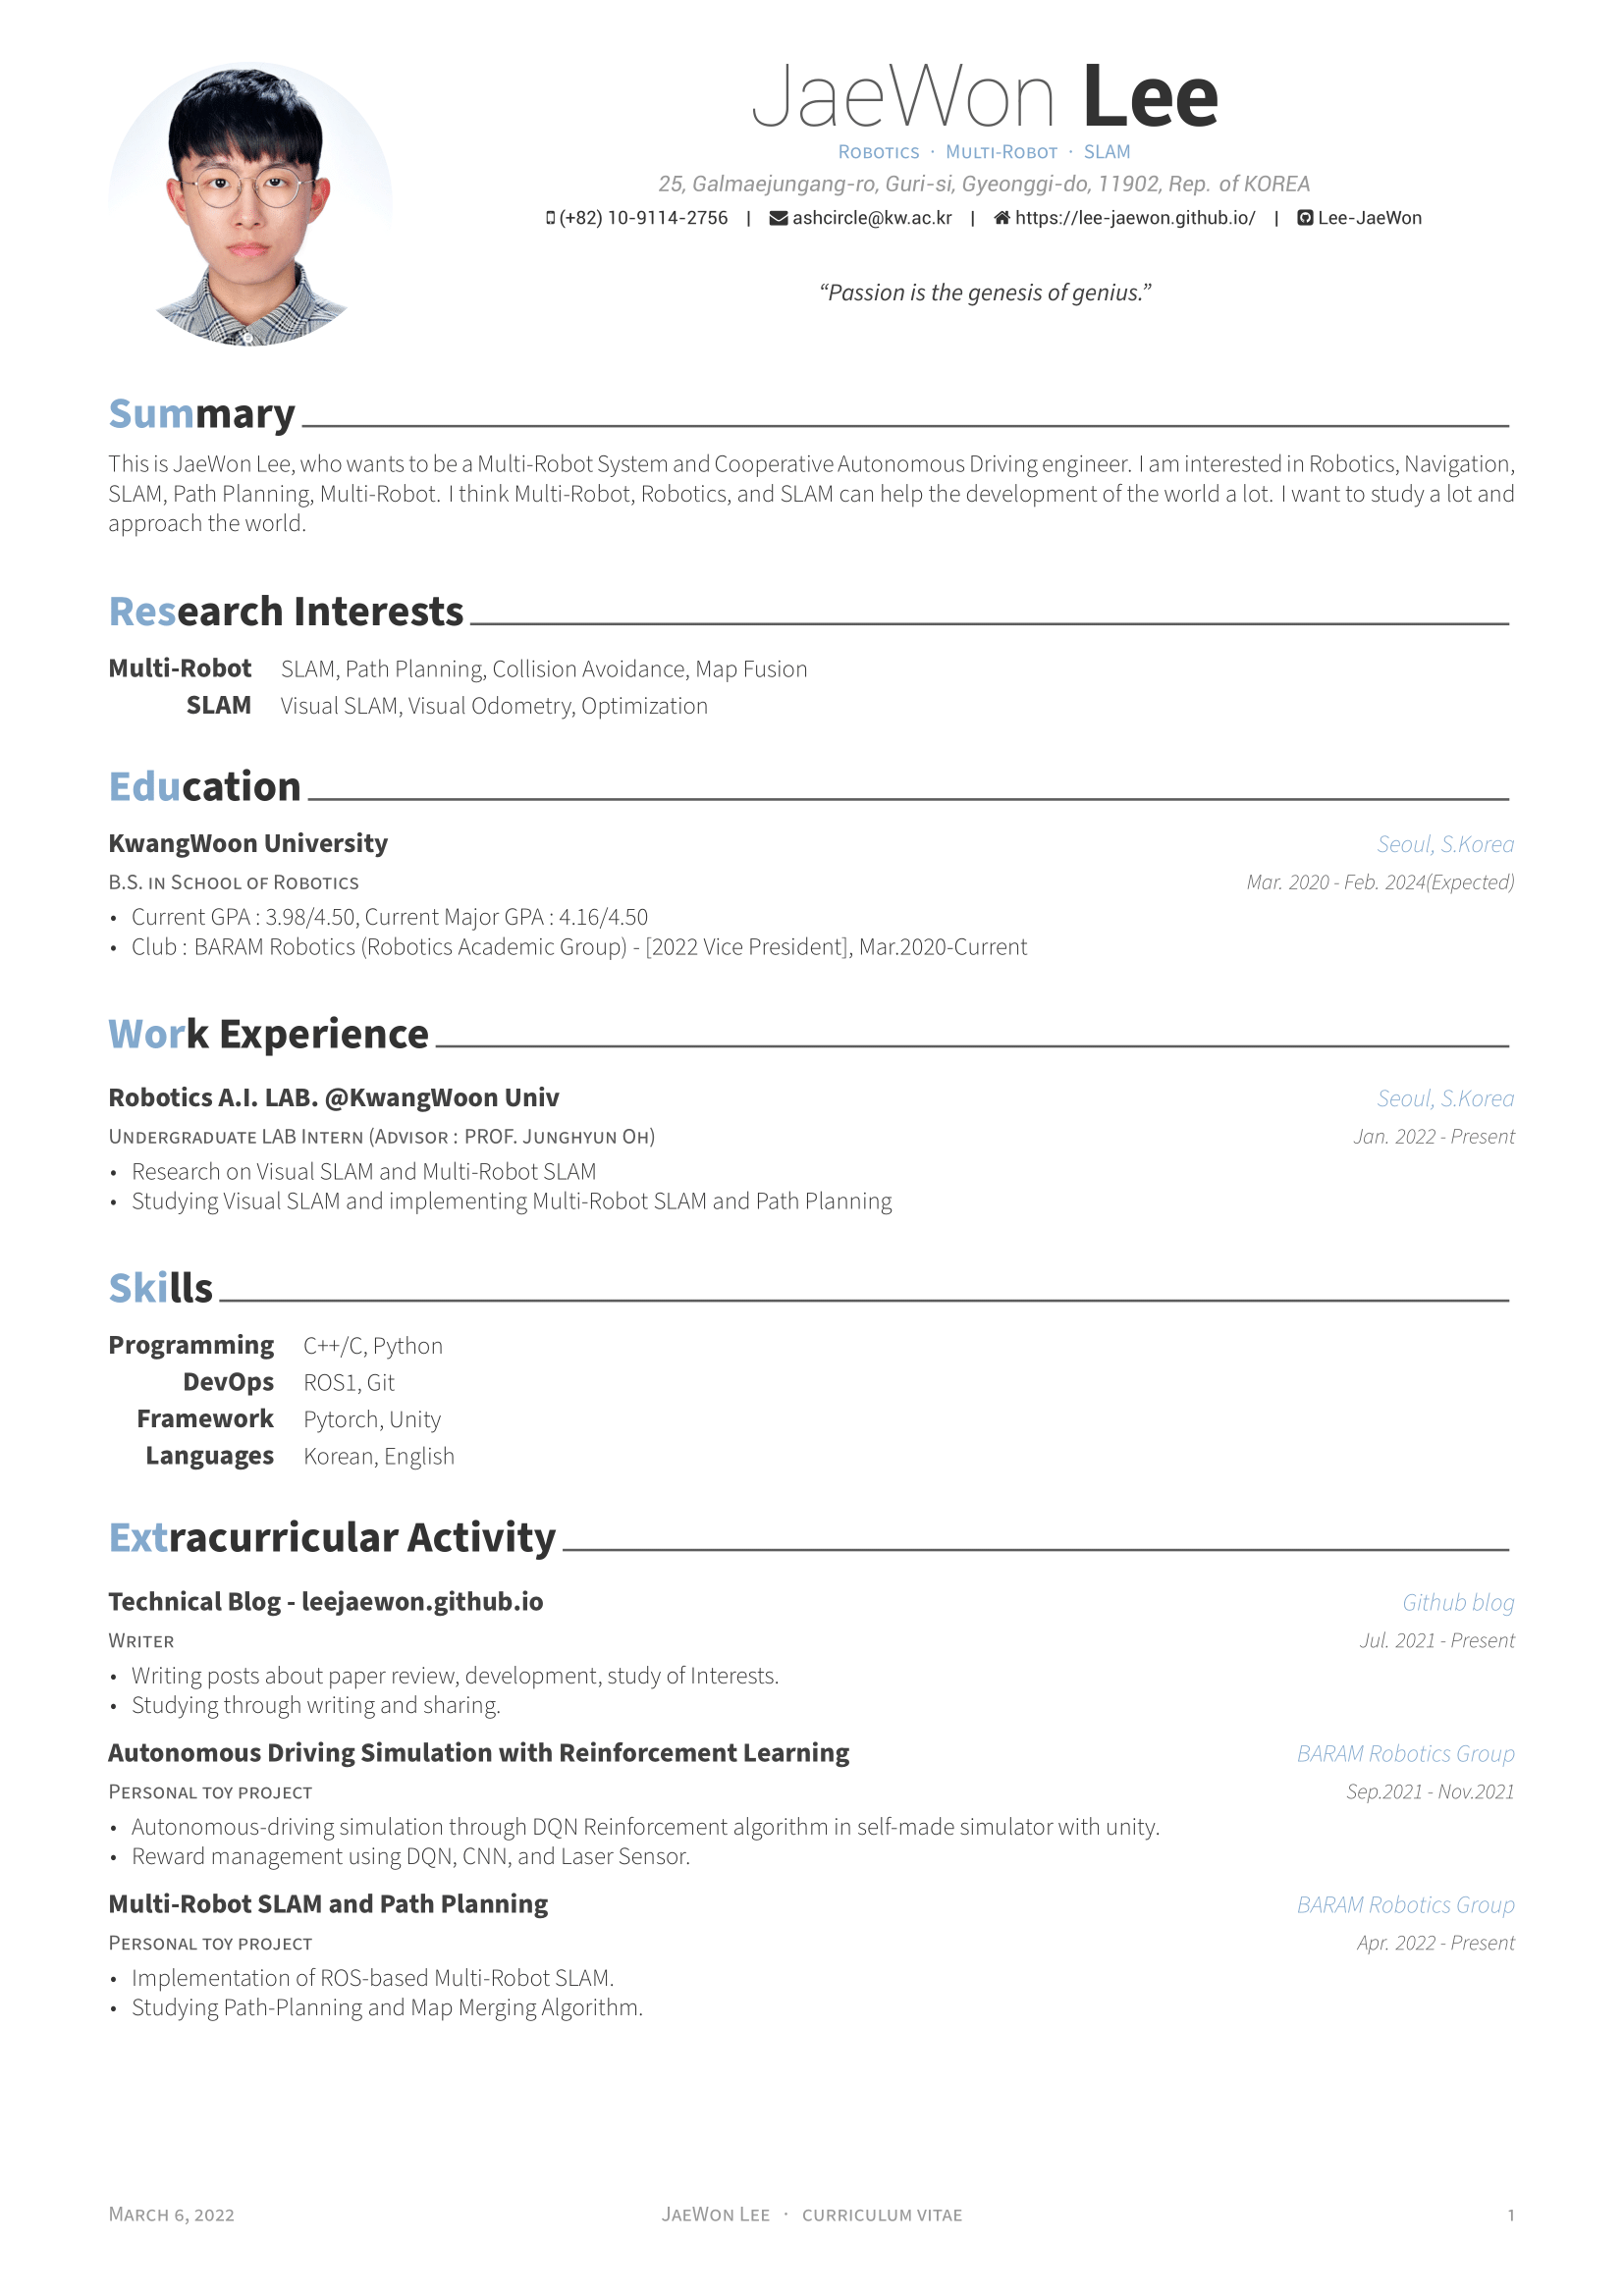 JaeWon Lee
Robotics · Multi-Robot · SLAM
25, Galmaejungang-ro, Guri-si, Gyeonggi-do, 11902, Rep. of KOREA
(+82) 10-9114-2756 | ashcircle@kw.ac.kr | https://lee-jaewon.github.io/ | Lee-JaeWon
“Passion is the genesis of genius.”
Summary
This is JaeWon Lee, who wants to be a Multi-Robot System and Cooperative Autonomous Driving engineer. I am interested in Robotics, Navigation,
SLAM, Path Planning, Multi-Robot. I think Multi-Robot, Robotics, and SLAM can help the development of the world a lot. I want to study a lot and
approach the world.
Research Interests
Multi-Robot SLAM, Path Planning, Collision Avoidance, Map Fusion
SLAM Visual SLAM, Visual Odometry, Optimization
Education
KwangWoon University Seoul, S.Korea
B.S. in School of Robotics Mar. 2020 - Feb. 2024(Expected)
• Current GPA : 3.98/4.50, Current Major GPA : 4.16/4.50
• Club : BARAM Robotics (Robotics Academic Group) - [2022 Vice President], Mar.2020-Current
Work Experience
Robotics A.I. LAB. @KwangWoon Univ Seoul, S.Korea
Undergraduate LAB Intern (Advisor : PROF. Junghyun Oh) Jan. 2022 - Present
• Research on Visual SLAM and Multi-Robot SLAM
• Studying Visual SLAM and implementing Multi-Robot SLAM and Path Planning
Skills
Programming C++/C, Python
DevOps ROS1, Git
Framework Pytorch, Unity
Languages Korean, English
Extracurricular Activity
Technical Blog - leejaewon.github.io Github blog
Writer Jul. 2021 - Present
• Writing posts about paper review, development, study of Interests.
• Studying through writing and sharing.
Autonomous Driving Simulation with Reinforcement Learning BARAM Robotics Group
Personal toy project Sep.2021 - Nov.2021
• Autonomous-driving simulation through DQN Reinforcement algorithm in self-made simulator with unity.
• Reward management using DQN, CNN, and Laser Sensor.
Multi-Robot SLAM and Path Planning BARAM Robotics Group
Personal toy project Apr. 2022 - Present
• Implementation of ROS-based Multi-Robot SLAM.
• Studying Path-Planning and Map Merging Algorithm.
March 6, 2022 JaeWon Lee · curriculum vitae 1